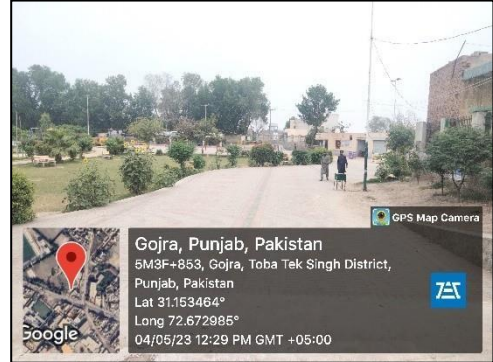 GPS Map Camera
Gojra, Punjab, Pakistan
5M3F+853, Gojra, Toba Tek Singh District,
Punjab, Pakistan
Lat 31.153464°
Long 72.672985°
04/05/23 12:29 PM GMT +05:00
Google